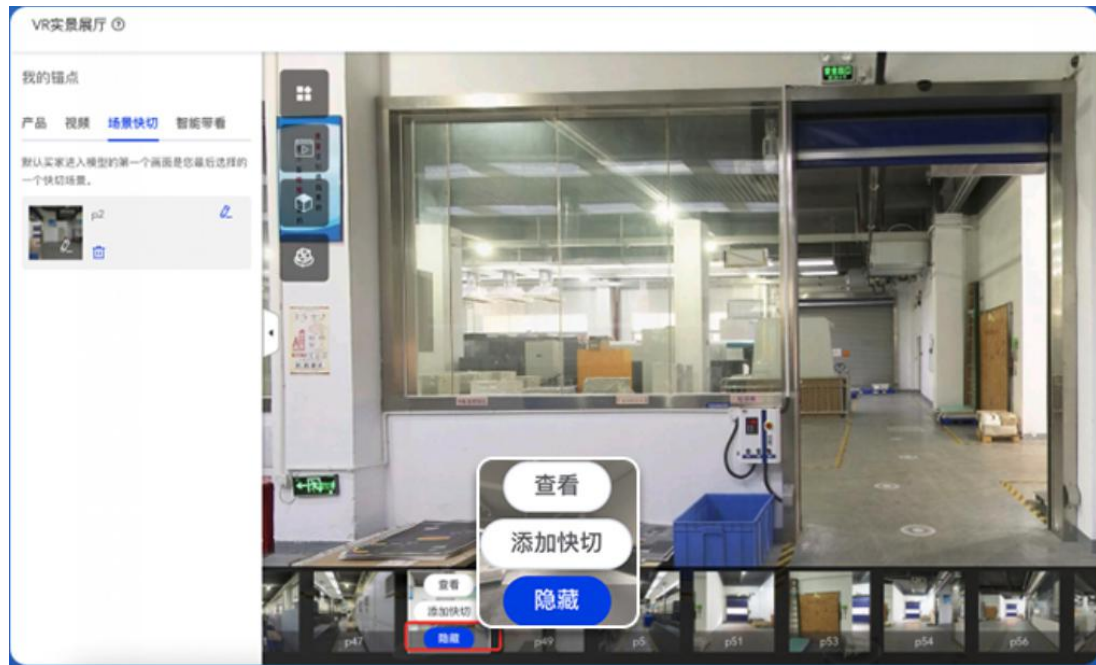 VR实景展厅
我的锚点
产品 视频 场景快切 智能带看
默认买家进入模型的第一个画面是您最后选择的
一个快切场景。
p2
查看
添加快切
隐藏
查看
添加快切
隐藏
p47
p49
p5
p51
p53
p54
p56